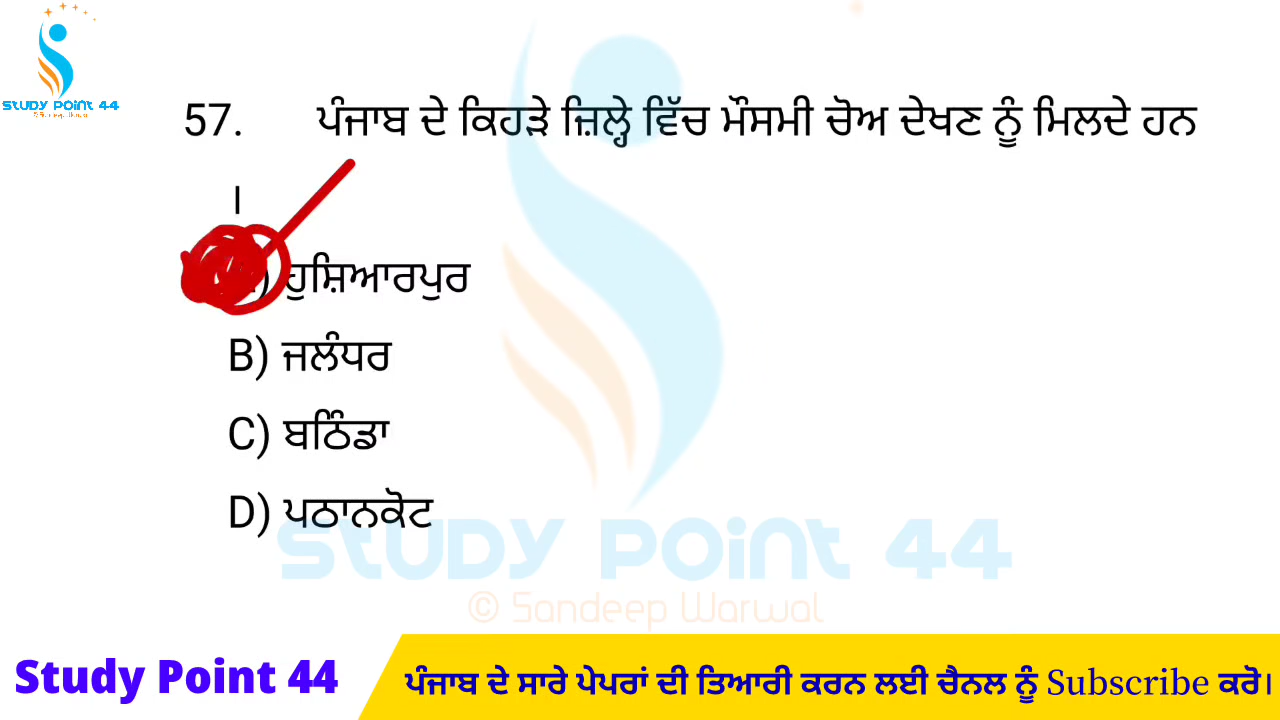 STUDY POINT 44
57. ਪੰਜਾਬ ਦੇ ਕਿਹੜੇ ਜ਼ਿਲ੍ਹੇ ਵਿੱਚ ਮੌਸਮੀ ਚੋਅ ਦੇਖਣ ਨੂੰ ਮਿਲਦੇ ਹਨ
।
) ਹੁਸ਼ਿਆਰਪੁਰ
B) ਜਲੰਧਰ
C) ਬਠਿੰਡਾ
D) ਪਠਾਨਕੋਟ
STUDY POINT 44
© Sandeep Warwal
Study Point 44
ਪੰਜਾਬ ਦੇ ਸਾਰੇ ਪੇਪਰਾਂ ਦੀ ਤਿਆਰੀ ਕਰਨ ਲਈ ਚੈਨਲ ਨੂੰ Subscribe ਕਰੋ।